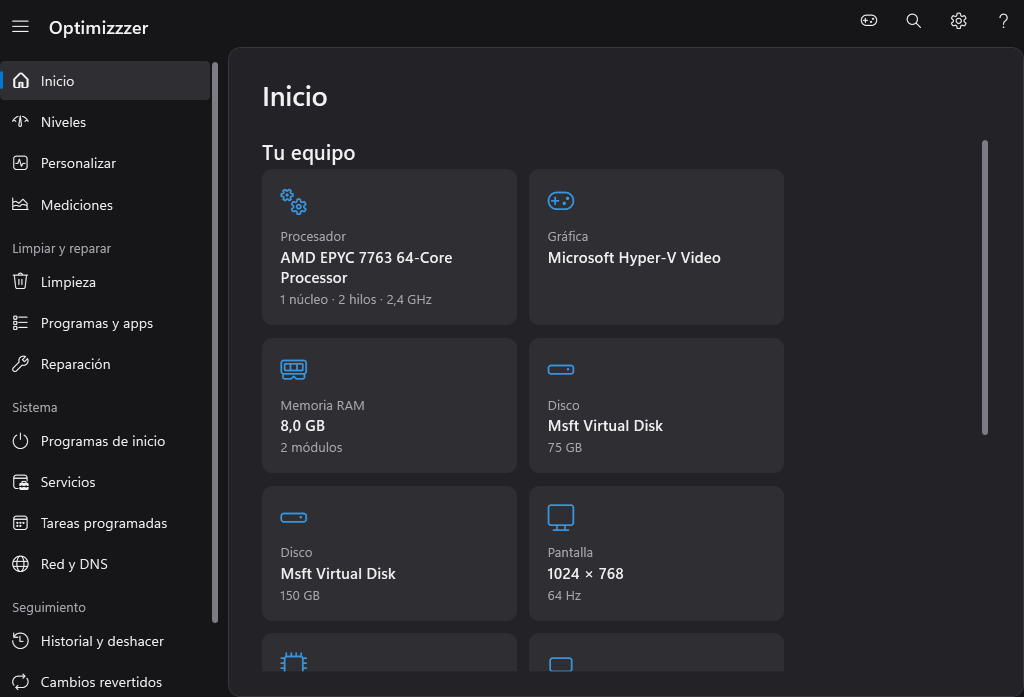 Optimizzzer
Inicio
Niveles
Personalizar
Mediciones
Limpiar y reparar
Limpieza
Programas y apps
Reparación
Sistema
Programas de inicio
Servicios
Tareas programadas
Red y DNS
Seguimiento
Historial y deshacer
Cambios revertidos
Inicio
Tu equipo
Procesador
AMD EPYC 7763 64-Core
Processor
1 núcleo · 2 hilos · 2,4 GHz
Gráfica
Microsoft Hyper-V Video
Memoria RAM
8,0 GB
2 módulos
Disco
Msft Virtual Disk
75 GB
Disco
Msft Virtual Disk
150 GB
Pantalla
1024 × 768
64 Hz